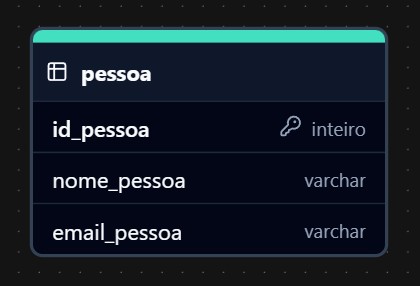 pessoa
id_pessoa inteiro
nome_pessoa varchar
email_pessoa varchar